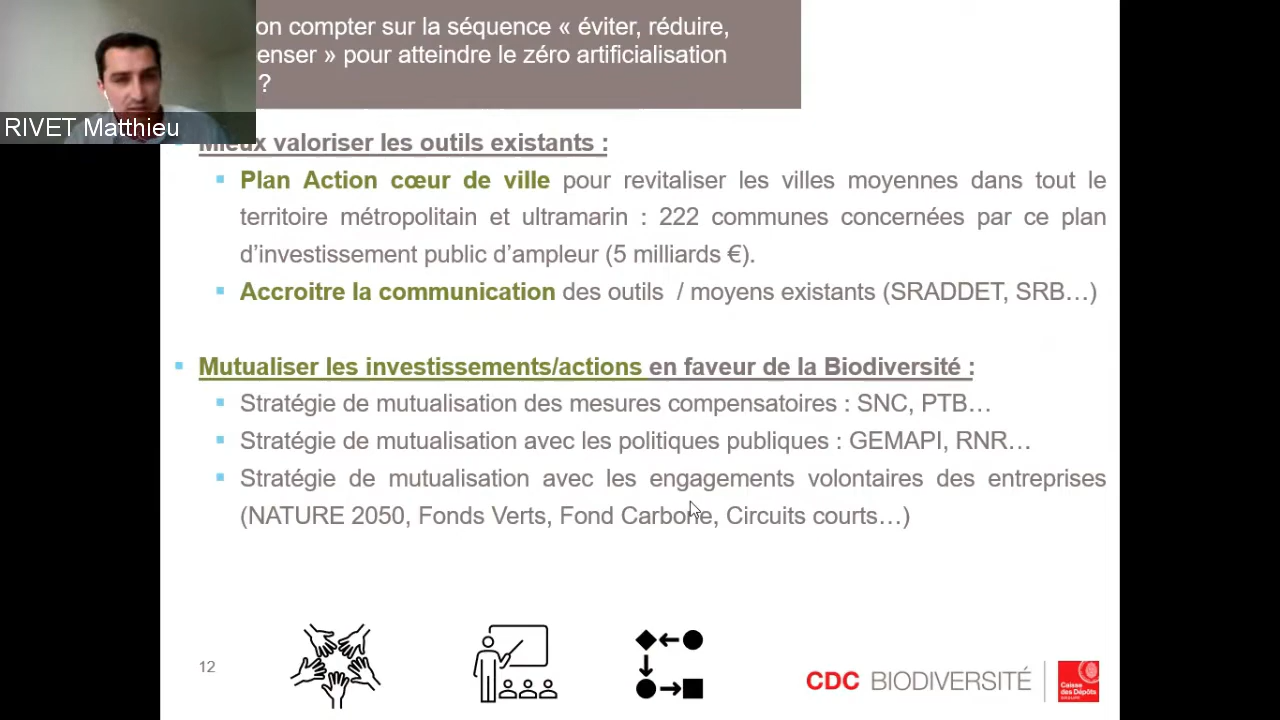 on compter sur la séquence « éviter, réduire,
enser » pour atteindre le zéro artificialisation
?
RIVET Matthieu
Mieux valoriser les outils existants :
Plan Action cœur de ville pour revitaliser les villes moyennes dans tout le
territoire métropolitain et ultramarin : 222 communes concernées par ce plan
d’investissement public d’ampleur (5 milliards €).
Accroitre la communication des outils / moyens existants (SRADDET, SRB…)
Mutualiser les investissements/actions en faveur de la Biodiversité :
Stratégie de mutualisation des mesures compensatoires : SNC, PTB…
Stratégie de mutualisation avec les politiques publiques : GEMAPI, RNR…
Stratégie de mutualisation avec les engagements volontaires des entreprises
(NATURE 2050, Fonds Verts, Fond Carbone, Circuits courts…)
12
CDC BIODIVERSITÉ
Caisse
des Dépôts
GROUPE